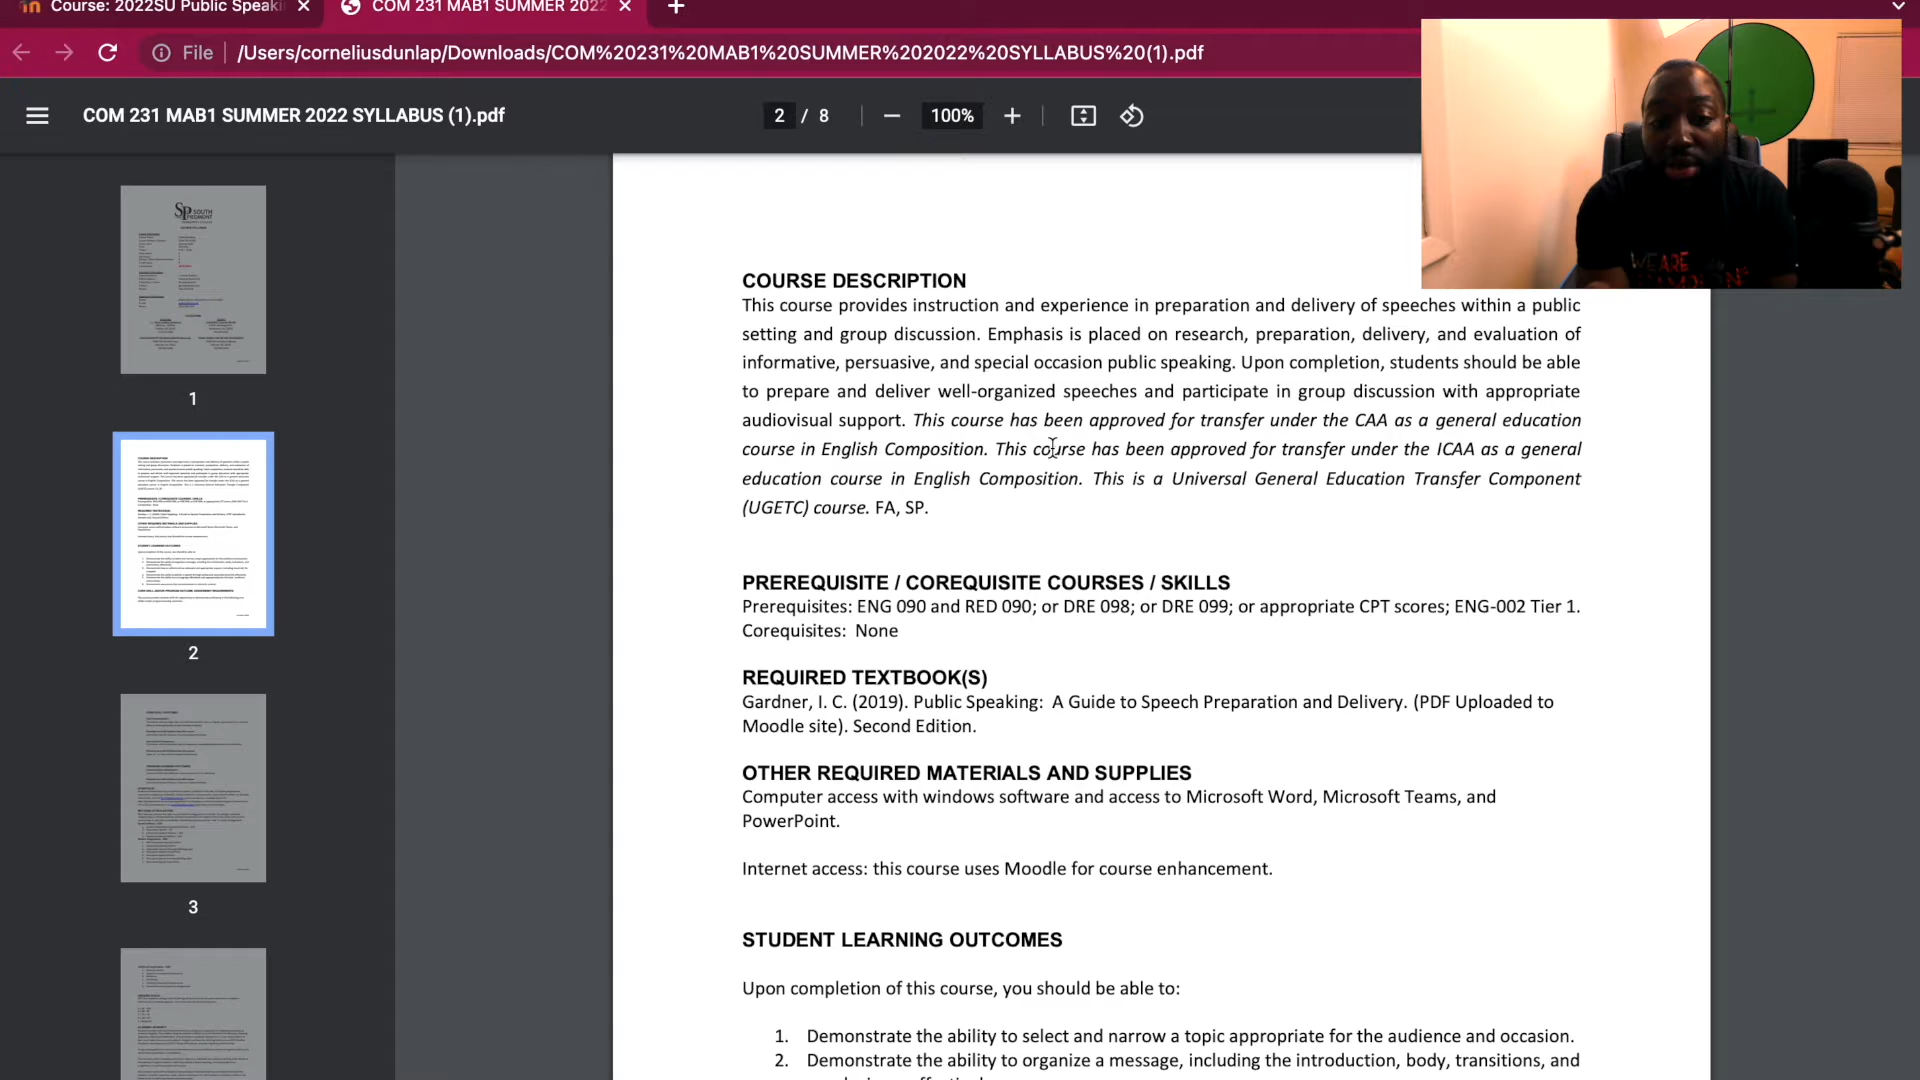 Course: 2022SU Public Speaki
COM 231 MAB1 SUMMER 2022
File
/Users/corneliusdunlap/Downloads/COM%20231%20MAB1%20SUMMER%202022%20SYLLABUS%20(1).pdf
COM 231 MAB1 SUMMER 2022 SYLLABUS (1).pdf
2 / 8
100%
SP SOUTH PIEDMONT
1
2
3
WE ARE
COURSE DESCRIPTION
This course provides instruction and experience in preparation and delivery of speeches within a public
setting and group discussion. Emphasis is placed on research, preparation, delivery, and evaluation of
informative, persuasive, and special occasion public speaking. Upon completion, students should be able
to prepare and deliver well-organized speeches and participate in group discussion with appropriate
audiovisual support. This course has been approved for transfer under the CAA as a general education
course in English Composition. This course has been approved for transfer under the ICAA as a general
education course in English Composition. This is a Universal General Education Transfer Component
(UGETC) course. FA, SP.
PREREQUISITE / COREQUISITE COURSES / SKILLS
Prerequisites: ENG 090 and RED 090; or DRE 098; or DRE 099; or appropriate CPT scores; ENG-002 Tier 1.
Corequisites: None
REQUIRED TEXTBOOK(S)
Gardner, I. C. (2019). Public Speaking: A Guide to Speech Preparation and Delivery. (PDF Uploaded to
Moodle site). Second Edition.
OTHER REQUIRED MATERIALS AND SUPPLIES
Computer access with windows software and access to Microsoft Word, Microsoft Teams, and
PowerPoint.
Internet access: this course uses Moodle for course enhancement.
STUDENT LEARNING OUTCOMES
Upon completion of this course, you should be able to:
1. Demonstrate the ability to select and narrow a topic appropriate for the audience and occasion.
2. Demonstrate the ability to organize a message, including the introduction, body, transitions, and